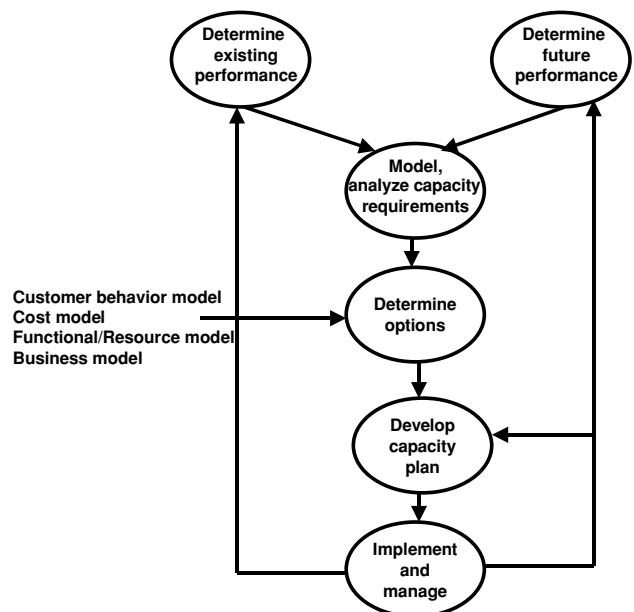 Determine
existing
performance
Determine
future
performance
Model,
analyze capacity
requirements
Customer behavior model
Cost model
Functional/Resource model
Business model
Determine
options
Develop
capacity
plan
Implement
and
manage